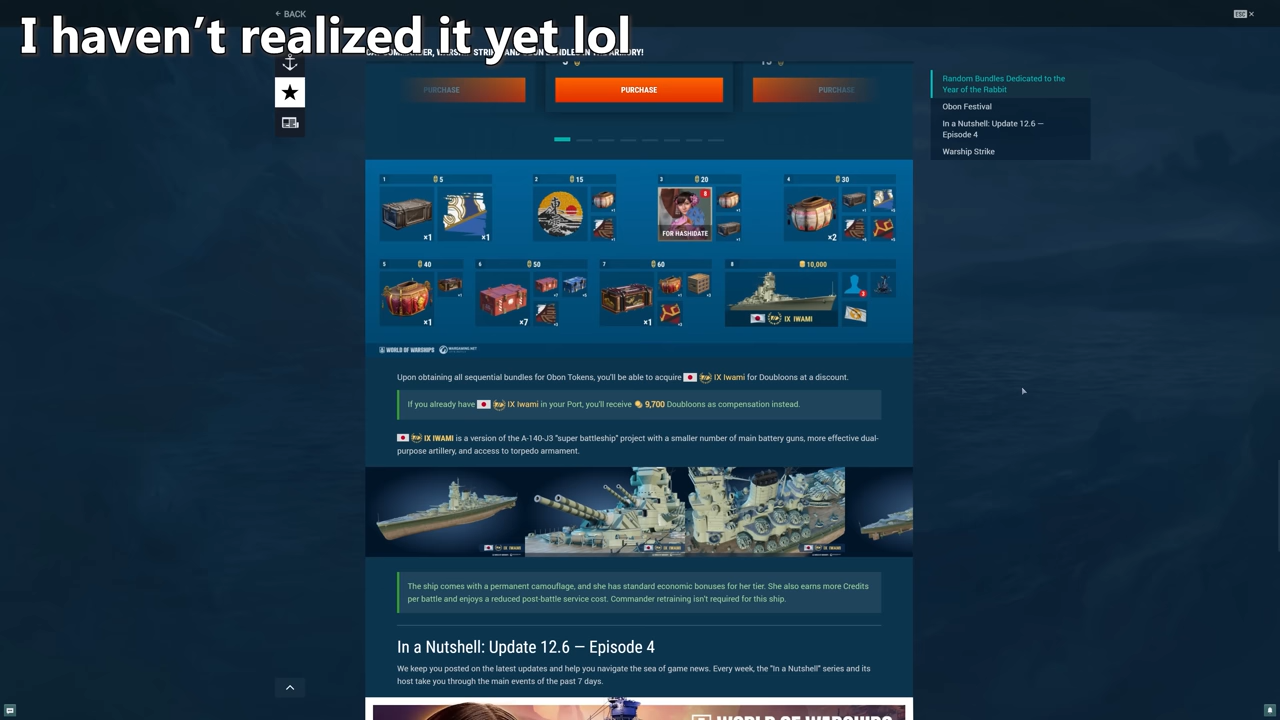 ← BACK
I haven't realized it yet lol
ESC ×
PURCHASE
PURCHASE
PURCHASE
Random Bundles Dedicated to the
Year of the Rabbit
Obon Festival
In a Nutshell: Update 12.6 —
Episode 4
Warship Strike
1 5
2 15
3 20
4 30
×1
×1
8
FOR HASHIDATE
×2
5 40
6 50
7 60
8 10,000
×1
×7
×1
IX IWAMI
WORLD OF WARSHIPS WARGAMING.NET
Upon obtaining all sequential bundles for Obon Tokens, you'll be able to acquire IX Iwami for Doubloons at a discount.
If you already have IX Iwami in your Port, you'll receive 9,700 Doubloons as compensation instead.
IX IWAMI is a version of the A-140-J3 "super battleship" project with a smaller number of main battery guns, more effective dual-
purpose artillery, and access to torpedo armament.
IX IWAMI
IX IWAMI
IX IWAMI
The ship comes with a permanent camouflage, and she has standard economic bonuses for her tier. She also earns more Credits
per battle and enjoys a reduced post-battle service cost. Commander retraining isn't required for this ship.
In a Nutshell: Update 12.6 — Episode 4
We keep you posted on the latest updates and help you navigate the sea of game news. Every week, the "In a Nutshell" series and its
host take you through the main events of the past 7 days.
WORLD OF WARSHIPS